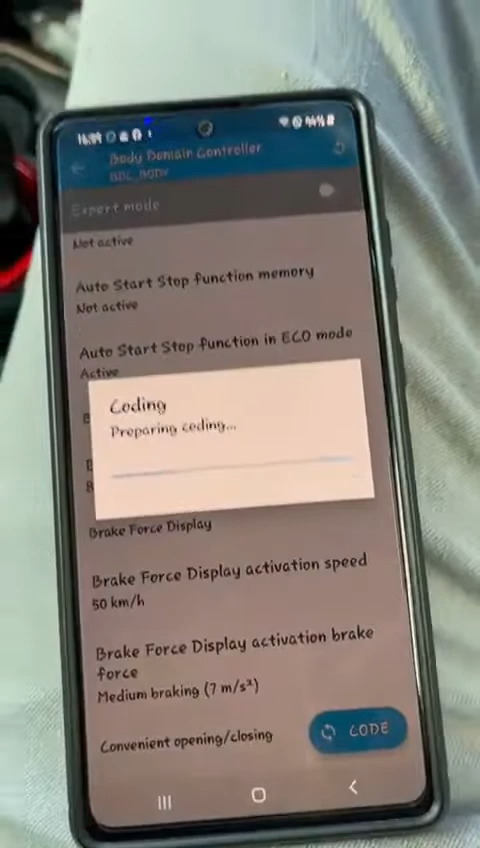 Body Domain Controller
BDC_BODY
Expert mode
Not active
Auto Start Stop function memory
Not active
Auto Start Stop function in ECO mode
Active
Coding
Preparing coding...
Brake Force Display
Brake Force Display activation speed
50 km/h
Brake Force Display activation brake
force
Medium braking (7 m/s²)
Convenient opening/closing
CODE